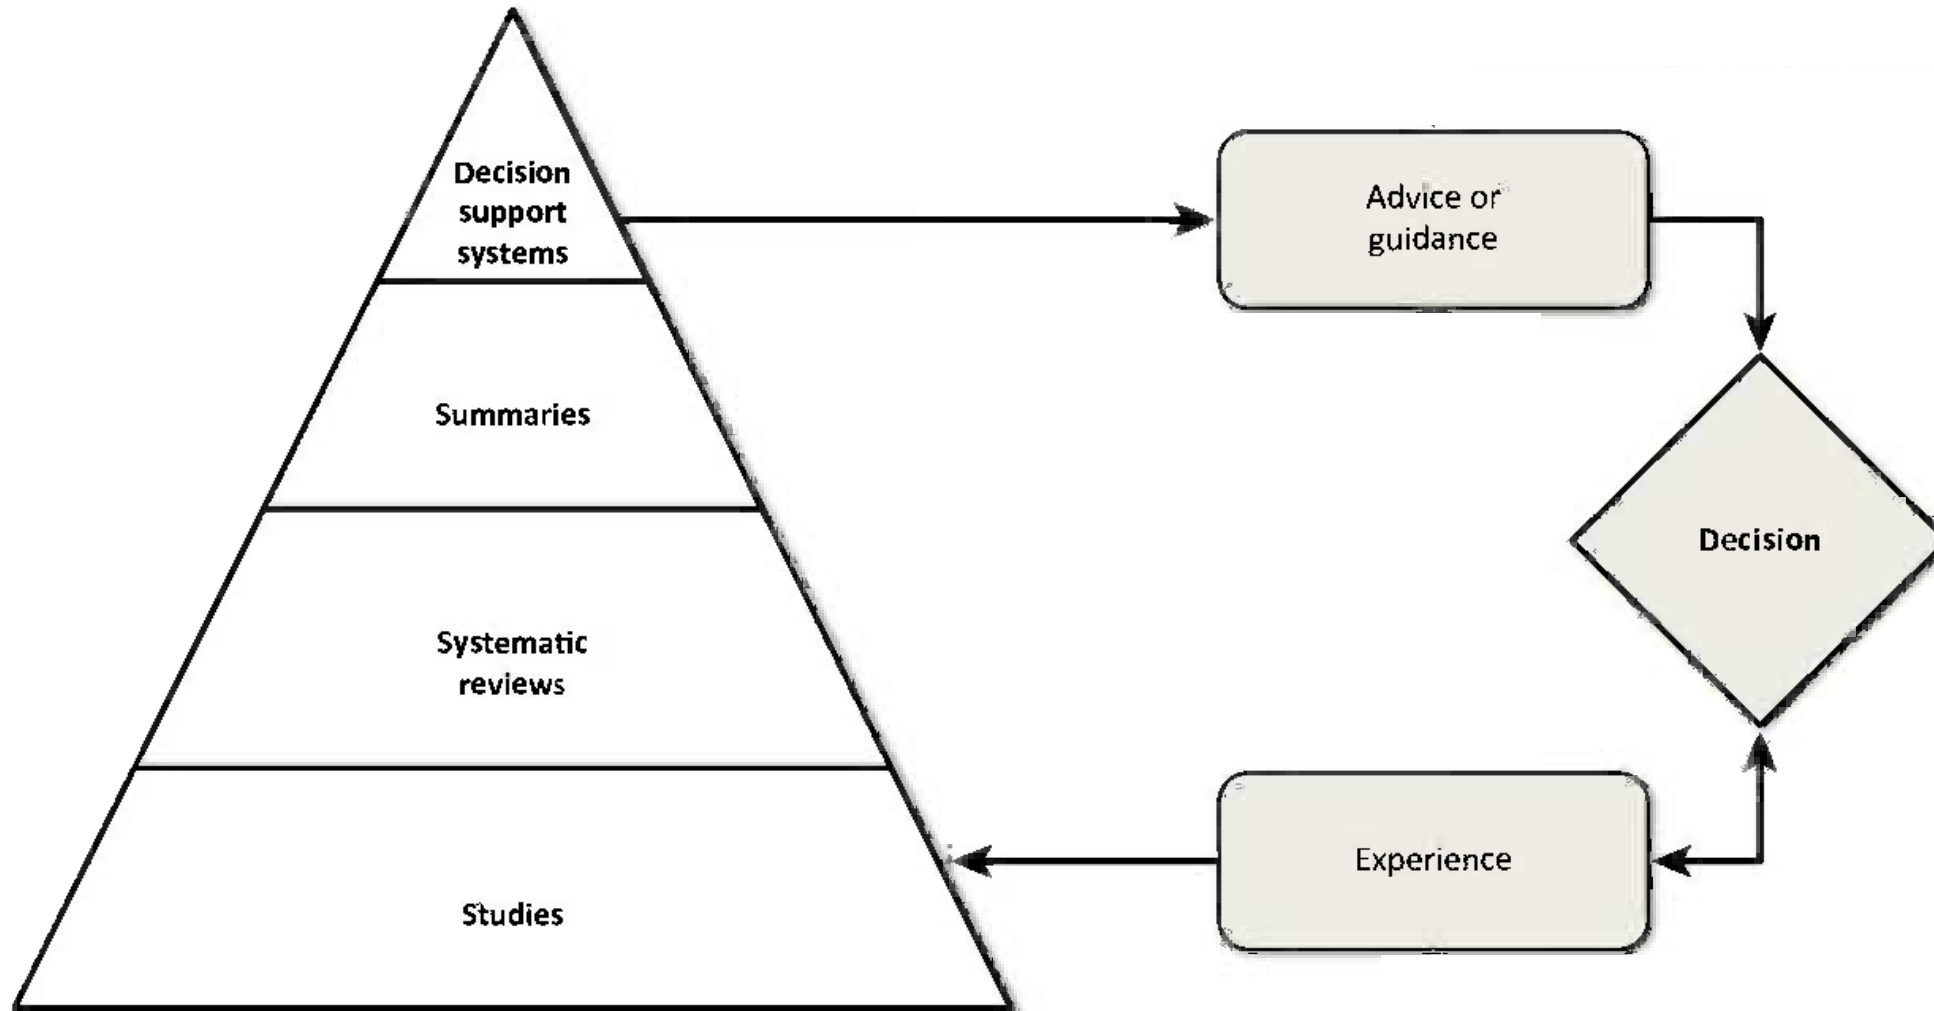 Decision
support
systems
Summaries
Systematic
reviews
Studies
Advice or
guidance
Decision
Experience